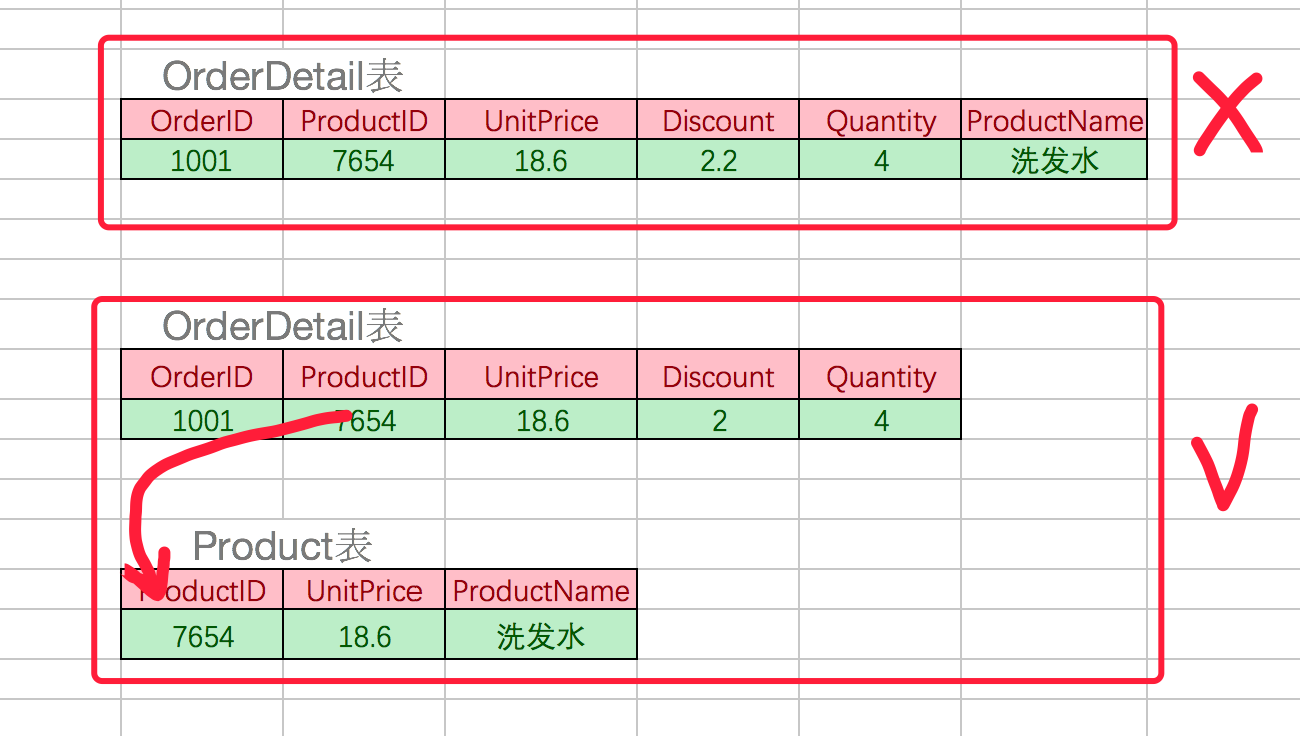 OrderDetail表
OrderID ProductID UnitPrice Discount Quantity ProductName
1001 7654 18.6 2.2 4 洗发水
OrderDetail表
OrderID ProductID UnitPrice Discount Quantity
1001 7654 18.6 2 4
Product表
ProductID UnitPrice ProductName
7654 18.6 洗发水